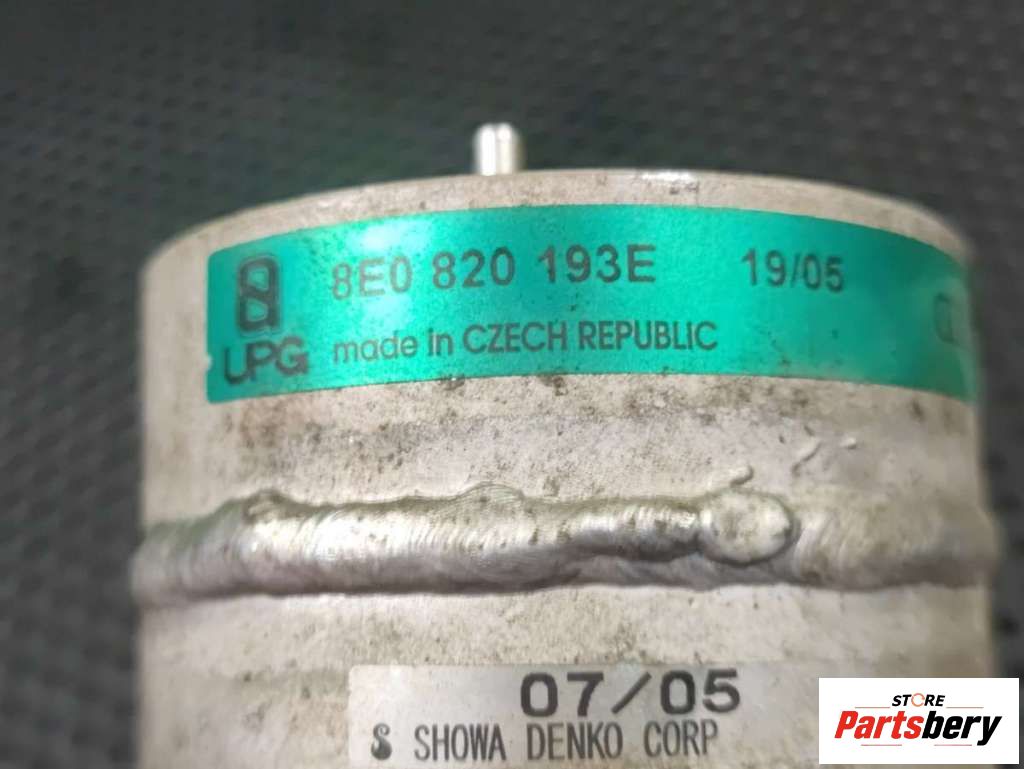 8E0 820 193E 19/05
UPG made in CZECH REPUBLIC
07/05
SHOWA DENKO CORP
STORE
Partsbery